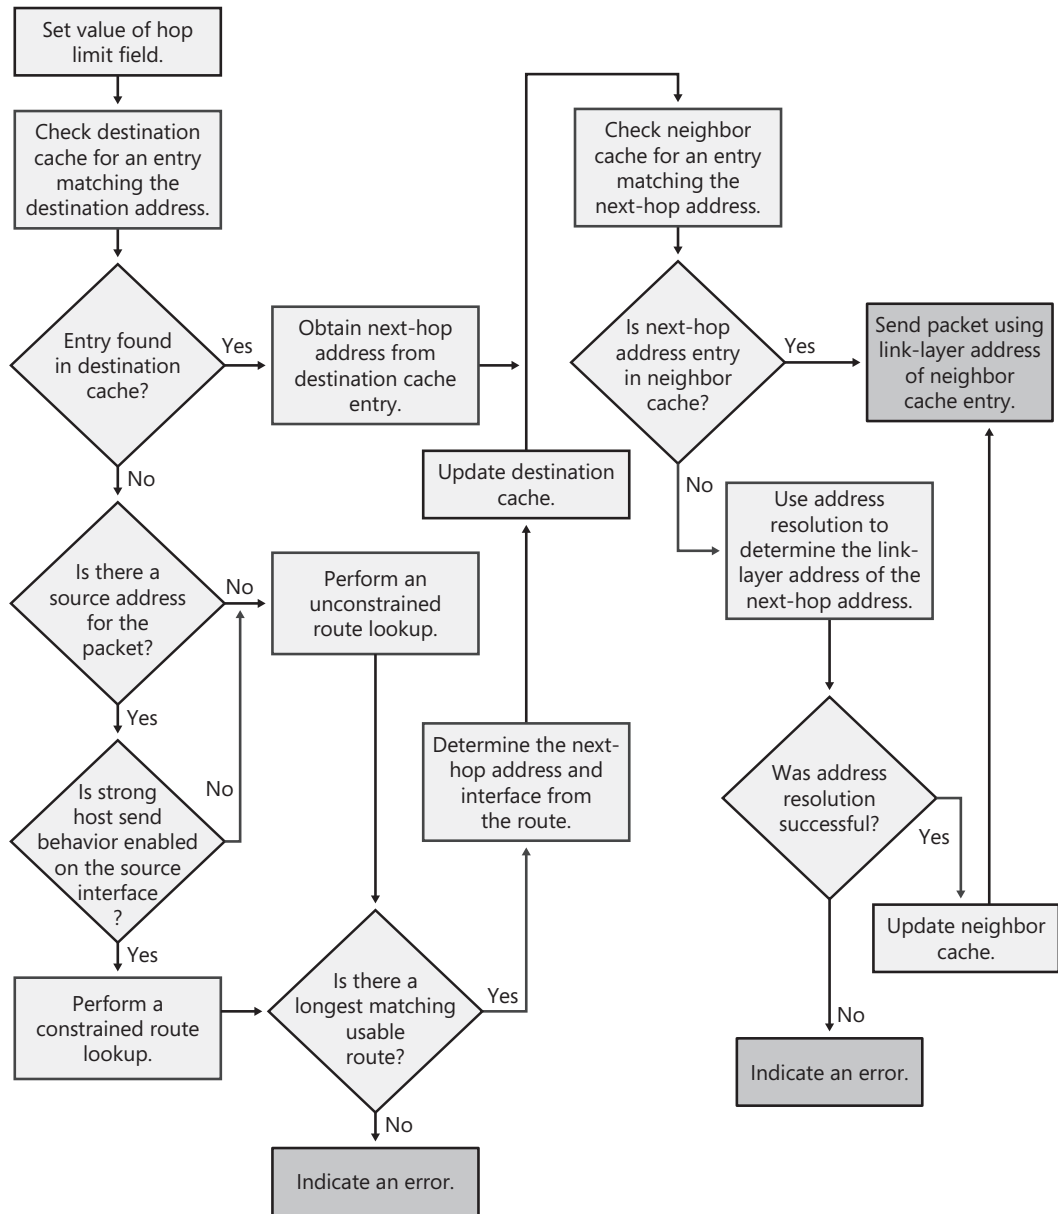 Set value of hop
limit field.
Check destination
cache for an entry
matching the
destination address.
Entry found
in destination
cache?
Yes
Obtain next-hop
address from
destination cache
entry.
No
Is there a
source address
for the
packet?
No
Perform an
unconstrained
route lookup.
Yes
Is strong
host send
behavior enabled
on the source
interface
?
No
Yes
Perform a
constrained route
lookup.
Is there a
longest matching
usable
route?
Yes
No
Indicate an error.
Determine the next-
hop address and
interface from
the route.
Update destination
cache.
Check neighbor
cache for an entry
matching the
next-hop address.
Is next-hop
address entry
in neighbor
cache?
Yes
Send packet using
link-layer address
of neighbor
cache entry.
No
Use address
resolution to
determine the link-
layer address of the
next-hop address.
Was address
resolution
successful?
Yes
Update neighbor
cache.
No
Indicate an error.